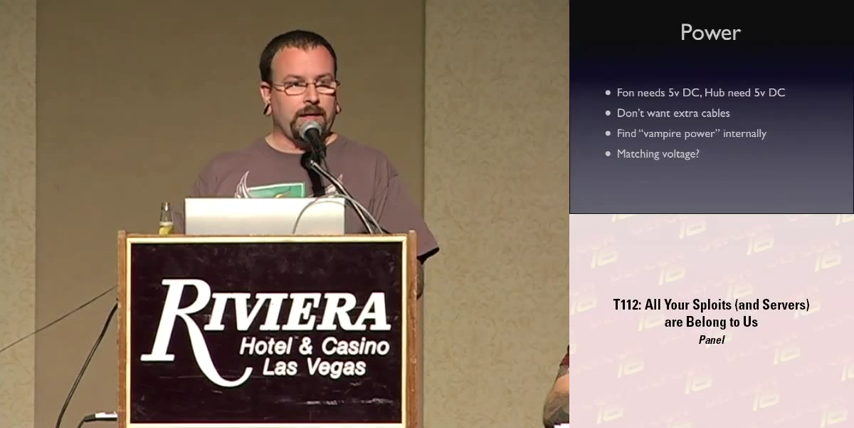 Power
Fon needs 5v DC, Hub need 5v DC
Don't want extra cables
Find “vampire power” internally
Matching voltage?
RIVIERA
Hotel & Casino
Las Vegas
T112: All Your Sploits (and Servers)
are Belong to Us
Panel